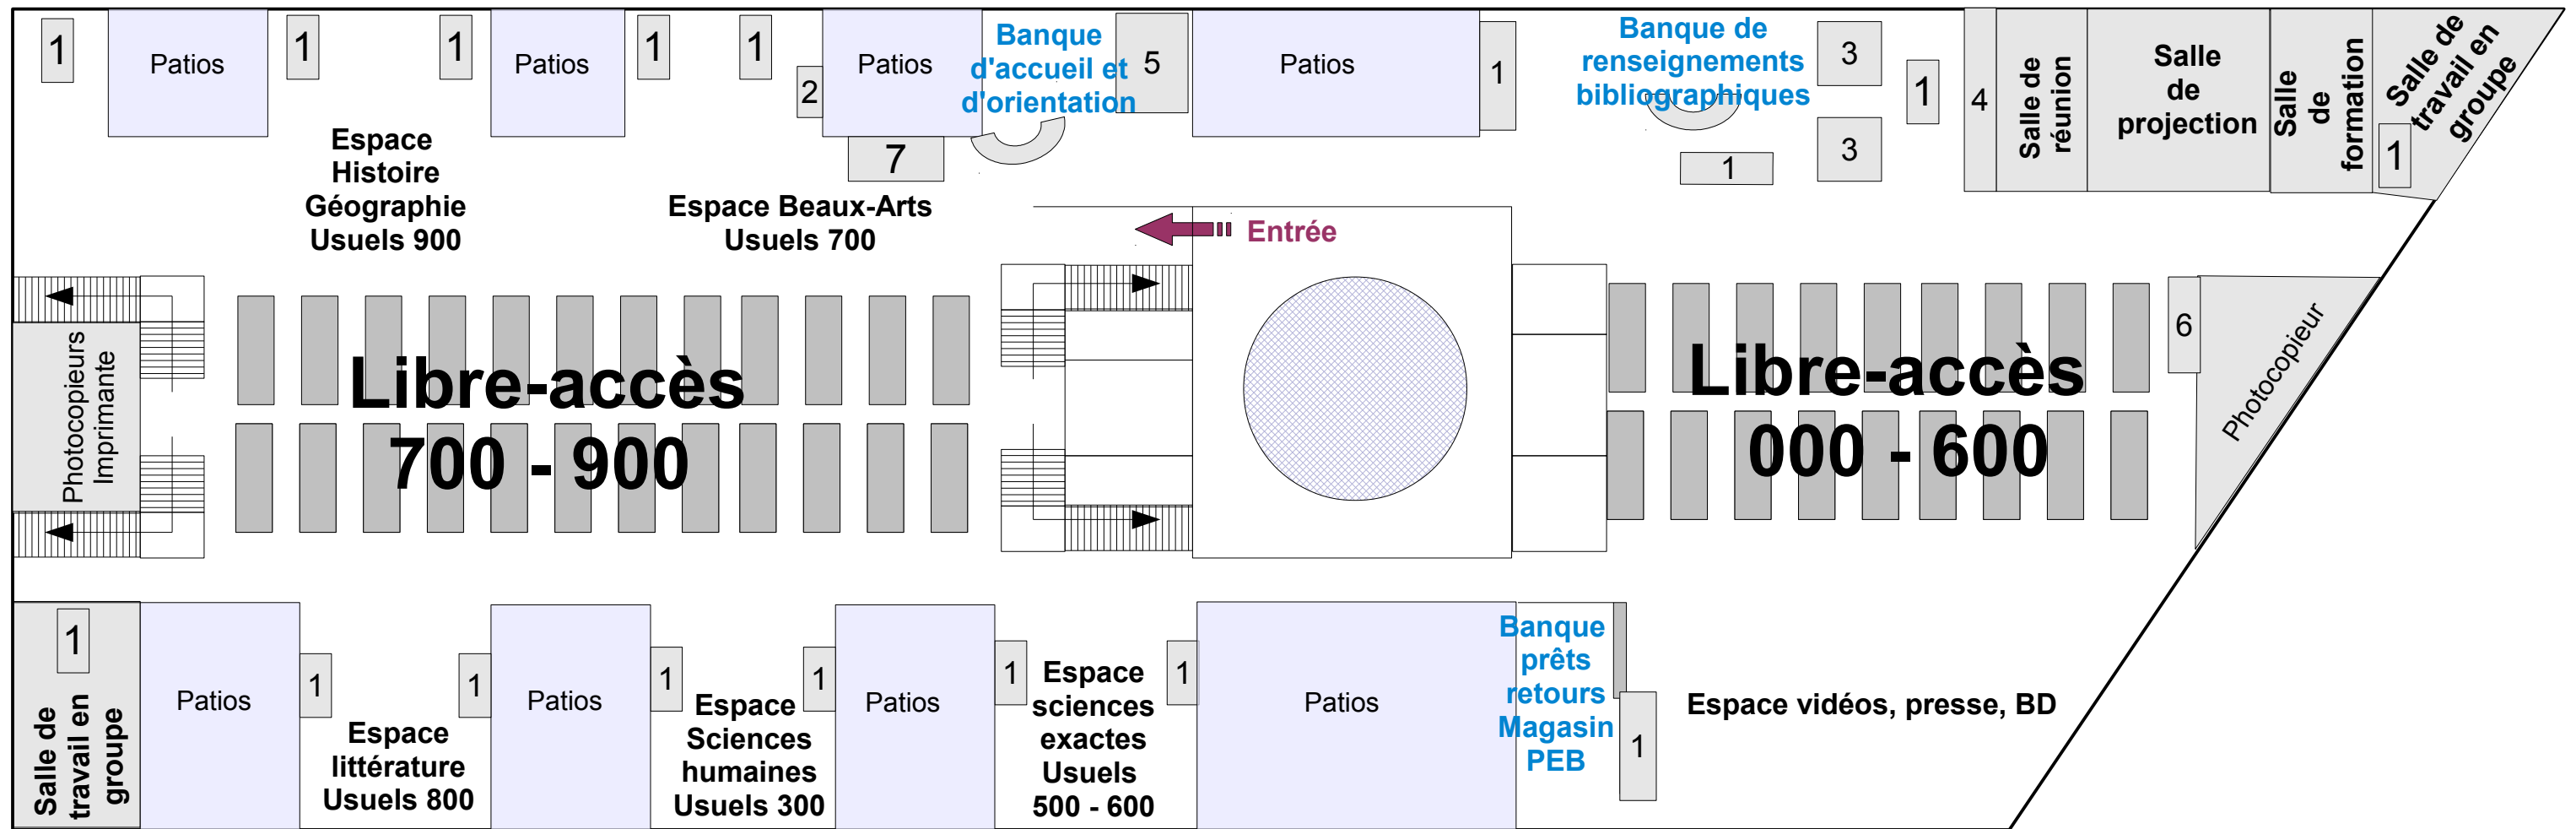 1
Patios
1
1
Patios
1
1
2
Patios
Banque
d'accueil et
d'orientation
5
Patios
1
Banque de
renseignements
bibliographiques
3
3
1
1
4
Salle de
réunion
Salle
de
projection
Salle
de
formation
Salle de
travail en
groupe
1
Espace
Histoire
Géographie
Usuels 900
7
Espace Beaux-Arts
Usuels 700
Entrée
Photocopieurs
Imprimante
Libre-accès
700 - 900
Libre-accès
000 - 600
6
Photocopieur
1
Salle de
travail en
groupe
Patios
1
Espace
littérature
Usuels 800
1
Patios
1
Espace
Sciences
humaines
Usuels 300
1
Patios
1
Espace
sciences
exactes
Usuels
500 - 600
1
Patios
Banque
prêts
retours
Magasin
PEB
1
Espace vidéos, presse, BD